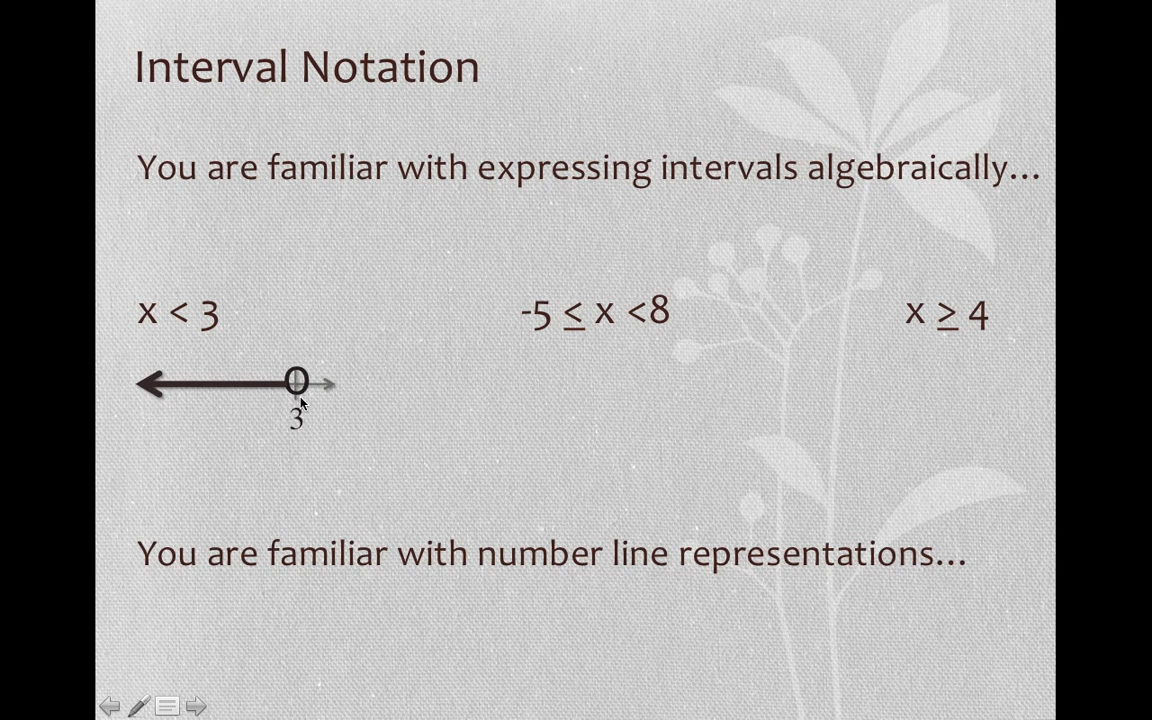 Interval Notation
You are familiar with expressing intervals algebraically...
x < 3
-5 ≤ x <8
x ≥ 4
3
You are familiar with number line representations...